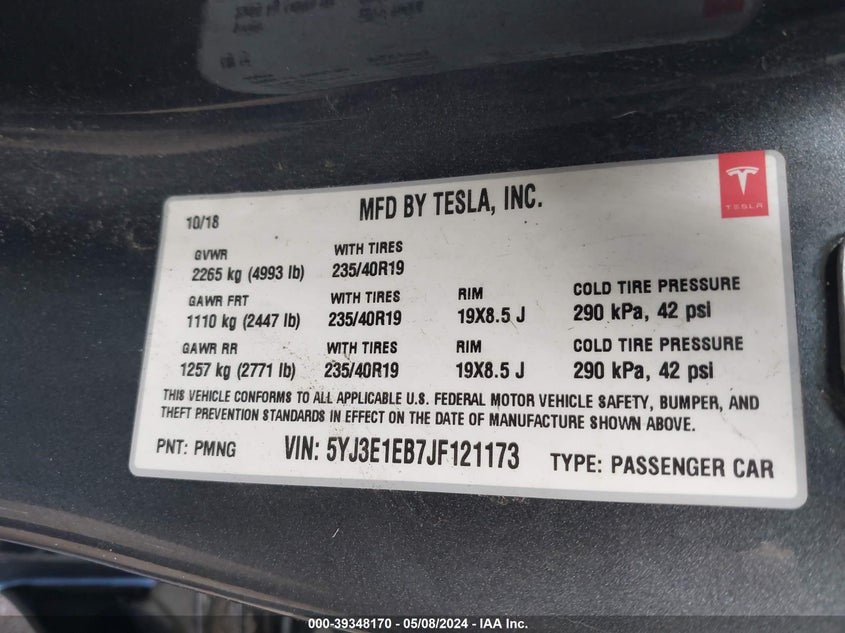 10/18
MFD BY TESLA, INC.
TESLA
GVWR WITH TIRES
2265 kg (4993 lb) 235/40R19
GAWR FRT WITH TIRES RIM COLD TIRE PRESSURE
1110 kg (2447 lb) 235/40R19 19X8.5 J 290 kPa, 42 psi
GAWR RR WITH TIRES RIM COLD TIRE PRESSURE
1257 kg (2771 lb) 235/40R19 19X8.5 J 290 kPa, 42 psi
THIS VEHICLE CONFORMS TO ALL APPLICABLE U.S. FEDERAL MOTOR VEHICLE SAFETY, BUMPER, AND
THEFT PREVENTION STANDARDS IN EFFECT ON THE DATE OF MANUFACTURE SHOWN ABOVE.
PNT: PMNG VIN: 5YJ3E1EB7JF121173 TYPE: PASSENGER CAR
000-39348170 - 05/08/2024 - IAA Inc.